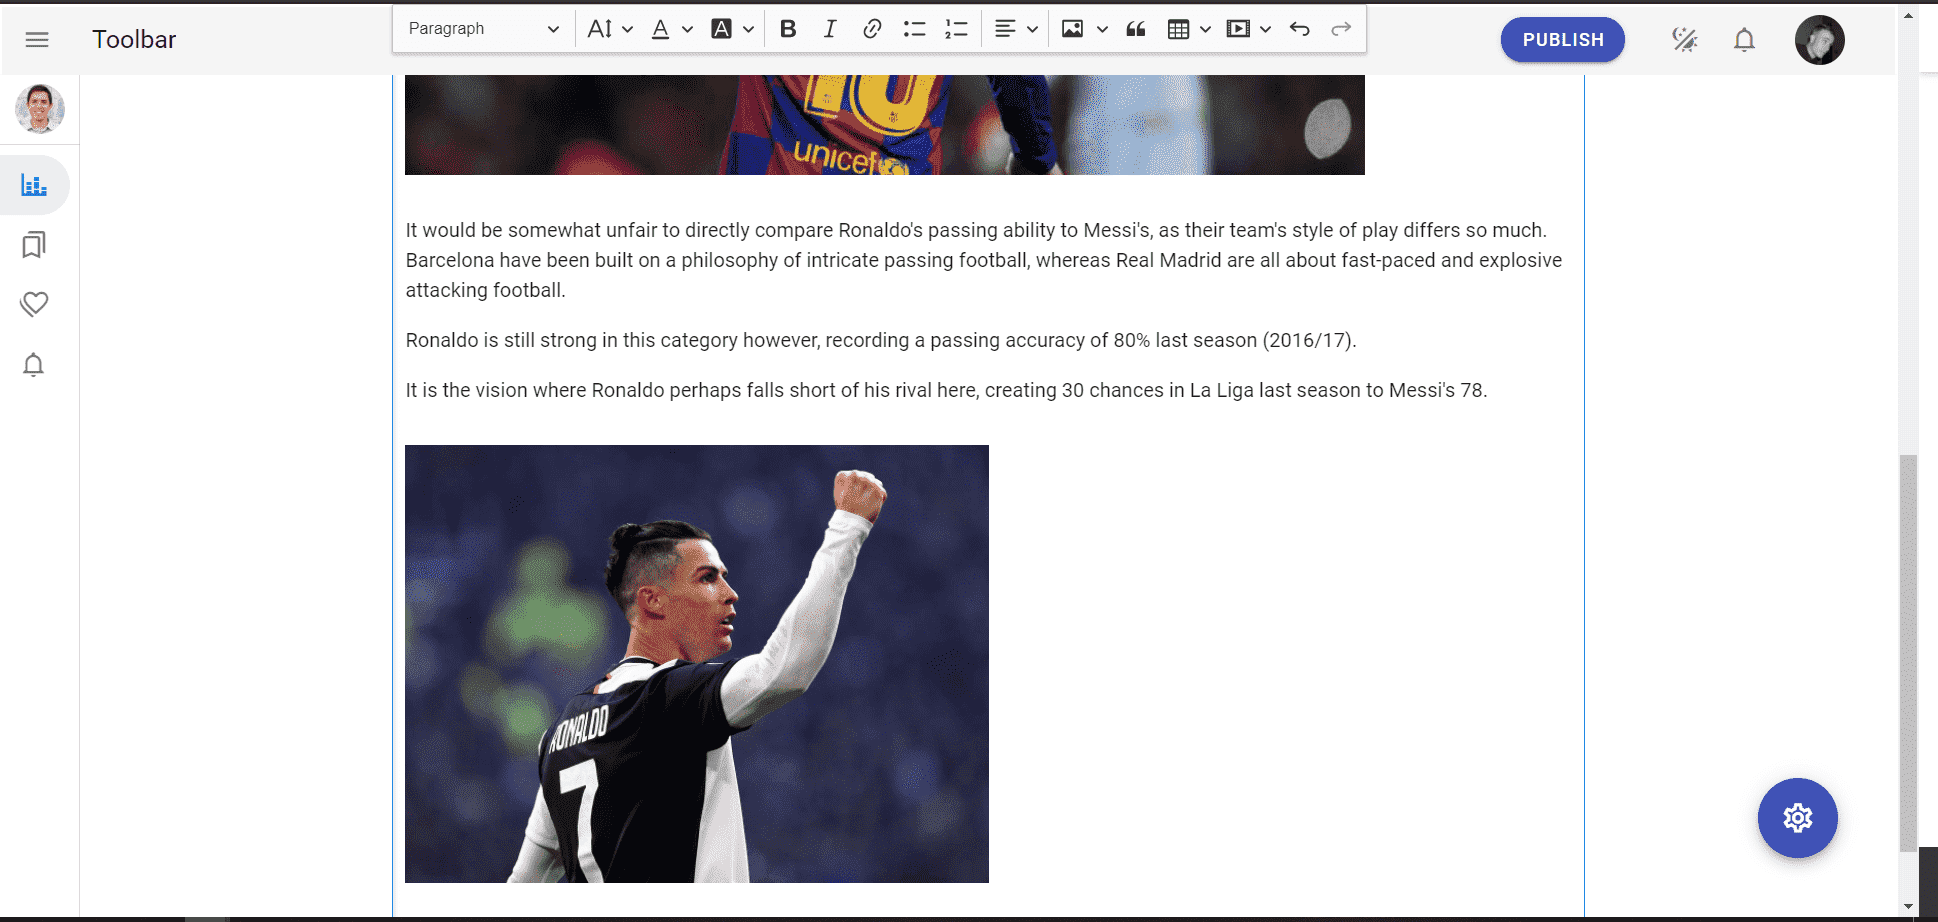 Toolbar
Paragraph
PUBLISH
10
unicef
It would be somewhat unfair to directly compare Ronaldo's passing ability to Messi's, as their team's style of play differs so much.
Barcelona have been built on a philosophy of intricate passing football, whereas Real Madrid are all about fast-paced and explosive
attacking football.
Ronaldo is still strong in this category however, recording a passing accuracy of 80% last season (2016/17).
It is the vision where Ronaldo perhaps falls short of his rival here, creating 30 chances in La Liga last season to Messi's 78.
RONALDO
7